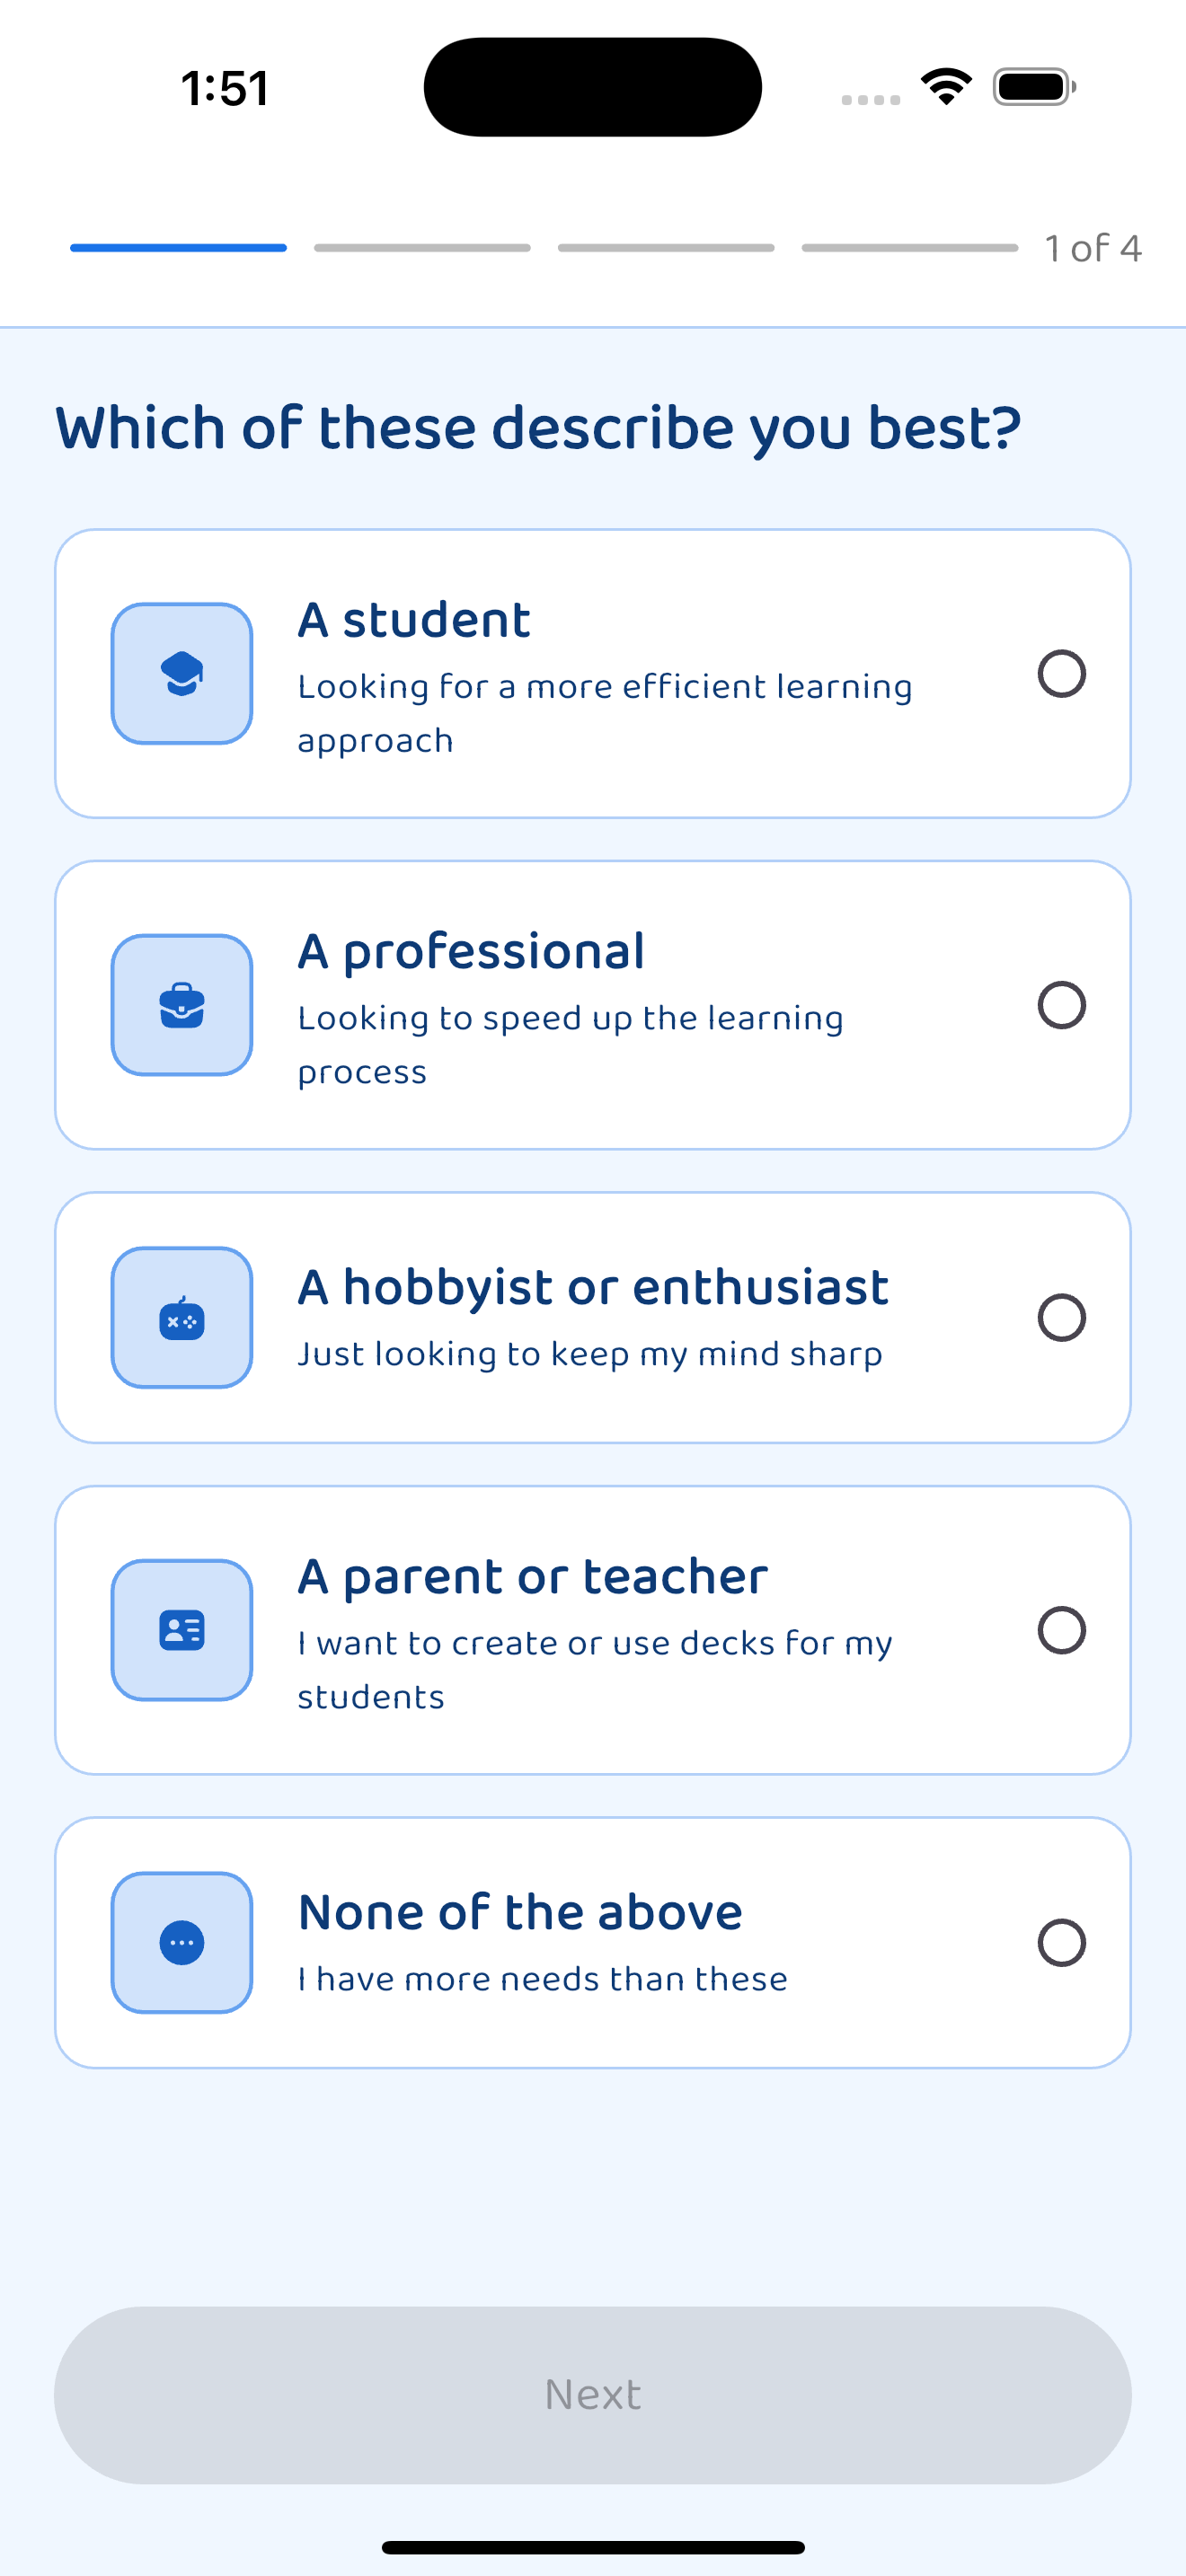 1:51
1 of 4
Which of these describe you best?
A student
Looking for a more efficient learning
approach
A professional
Looking to speed up the learning
process
A hobbyist or enthusiast
Just looking to keep my mind sharp
A parent or teacher
I want to create or use decks for my
students
None of the above
I have more needs than these
Next